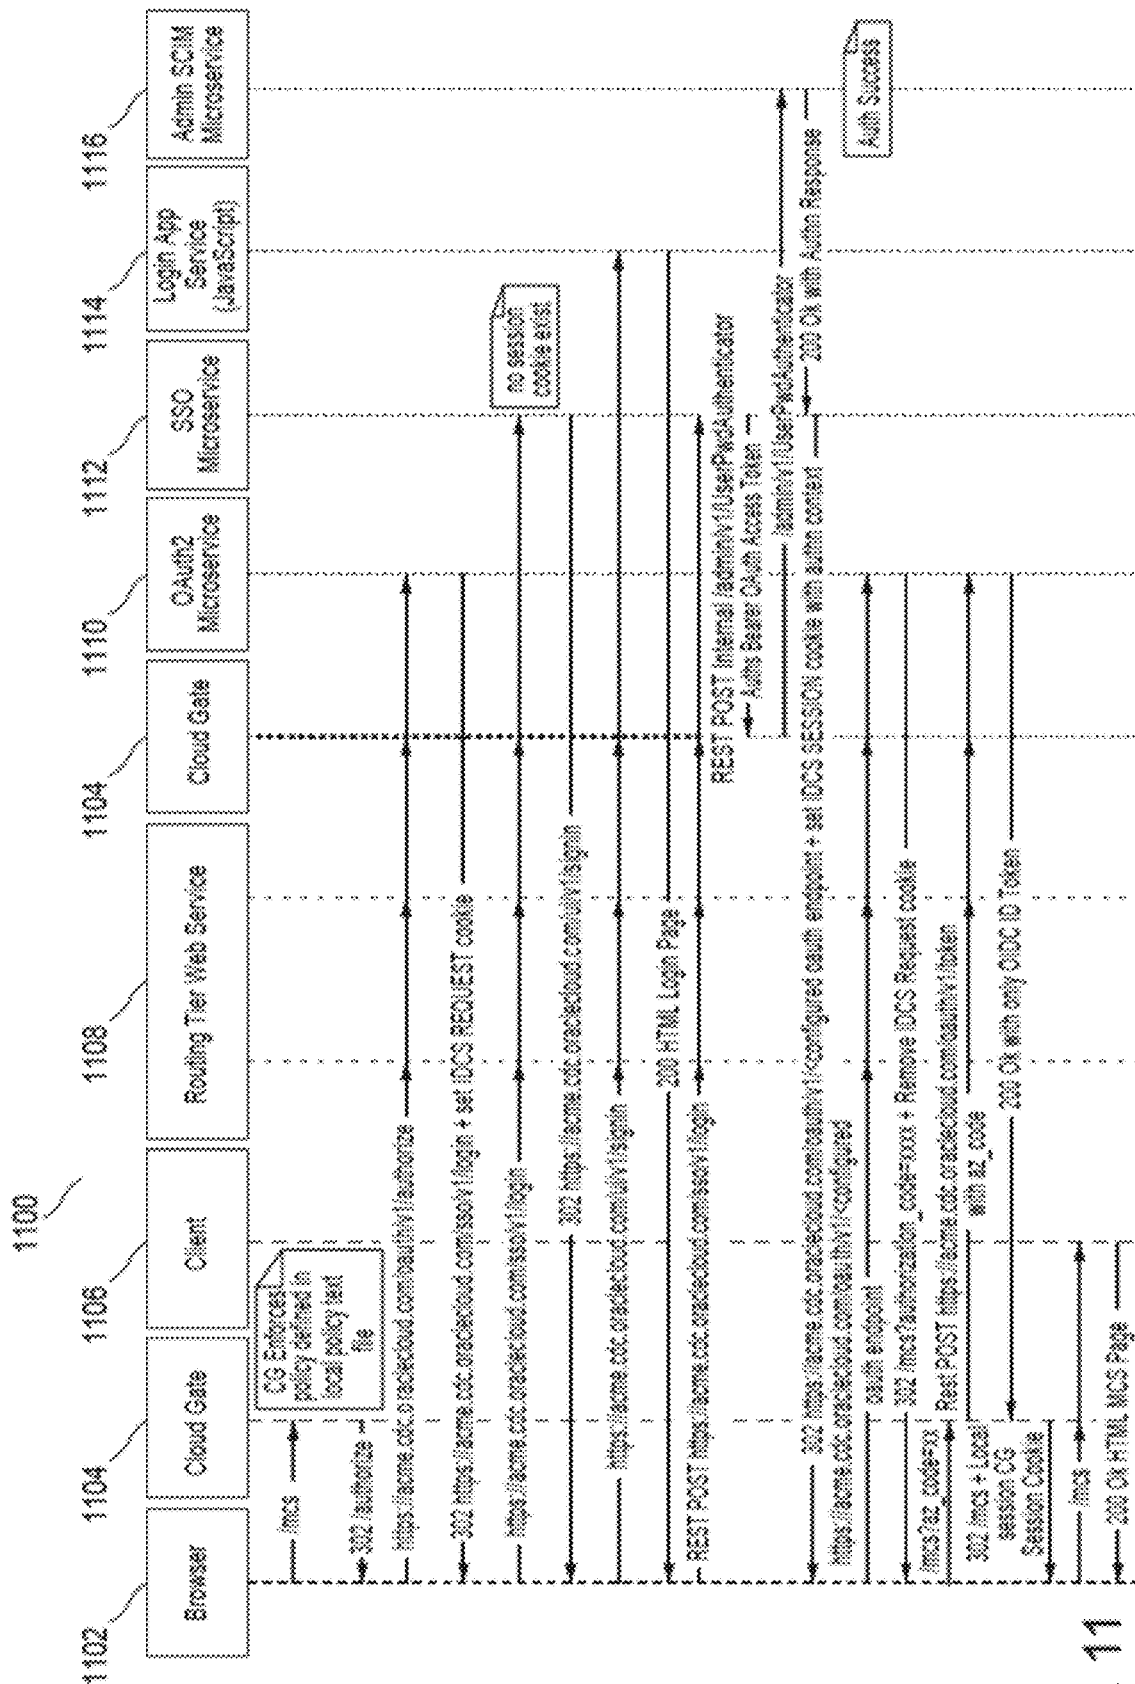 1100
1102
1104
1106
1108
1104
1110
1112
1114
1116
Browser
Cloud Gate
Client
Routing Tier Web Service
Cloud Gate
OAuth2
Microservice
SSO
Microservice
Login App
Service
(JavaScript)
Admin SCIM
Microservice
/mcs
CG Enforces
policy defined in
local policy text
file
302 /authorize
https://acme.cdc.oraclecloud.com/oauth/v1/authorize
302 https://acme.cdc.oraclecloud.com/sso/v1/login + set IDCS REQUEST cookie
https://acme.cdc.oraclecloud.com/sso/v1/login
no session
cookie exist
302 https://acme.cdc.oraclecloud.com/ui/v1/signin
https://acme.cdc.oraclecloud.com/ui/v1/signin
200 HTML Login Page
REST POST https://acme.cdc.oraclecloud.com/sso/v1/login
REST POST Internal /admin/v1/UserPwdAuthenticator
Authz Bearer OAuth Access Token
/admin/v1/UserPwdAuthenticator
200 Ok with Authn Response
Auth Success
302 https://acme.cdc.oraclecloud.com/oauth/v1/<configured oauth endpoint + set IDCS SESSION cookie with authn context
https://acme.cdc.oraclecloud.com/oauth/v1/<configured
oauth endpoint
302 /mcs?authorization_code=xxx + Remove IDCS Request cookie
/mcs?az_code=xx
Rest POST https://acme.cdc.oraclecloud.com/oauth/v1/token
with az_code
302 /mcs + Local
session CG
Session Cookie
200 Ok with only OIDC ID Token
/mcs
200 Ok HTML MCS Page
11